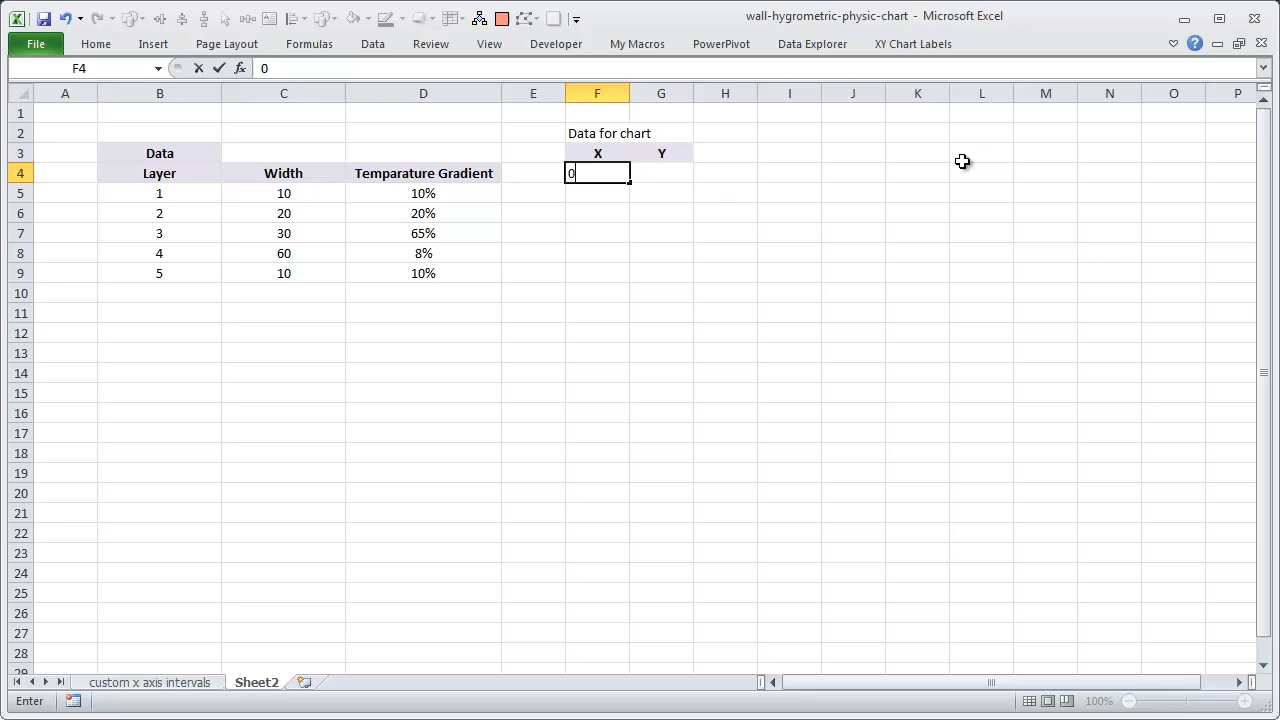 wall-hygrometric-physic-chart - Microsoft Excel
File Home Insert Page Layout Formulas Data Review View Developer My Macros PowerPivot Data Explorer XY Chart Labels
F4 fx 0
A B C D E F G H I J K L M N O P
1
2 Data for chart
3 Data X Y
4 Layer Width Temparature Gradient 0
5 1 10 10%
6 2 20 20%
7 3 30 65%
8 4 60 8%
9 5 10 10%
10
11
12
13
14
15
16
17
18
19
20
21
22
23
24
25
26
27
28
29
custom x axis intervals Sheet2
Enter 100%